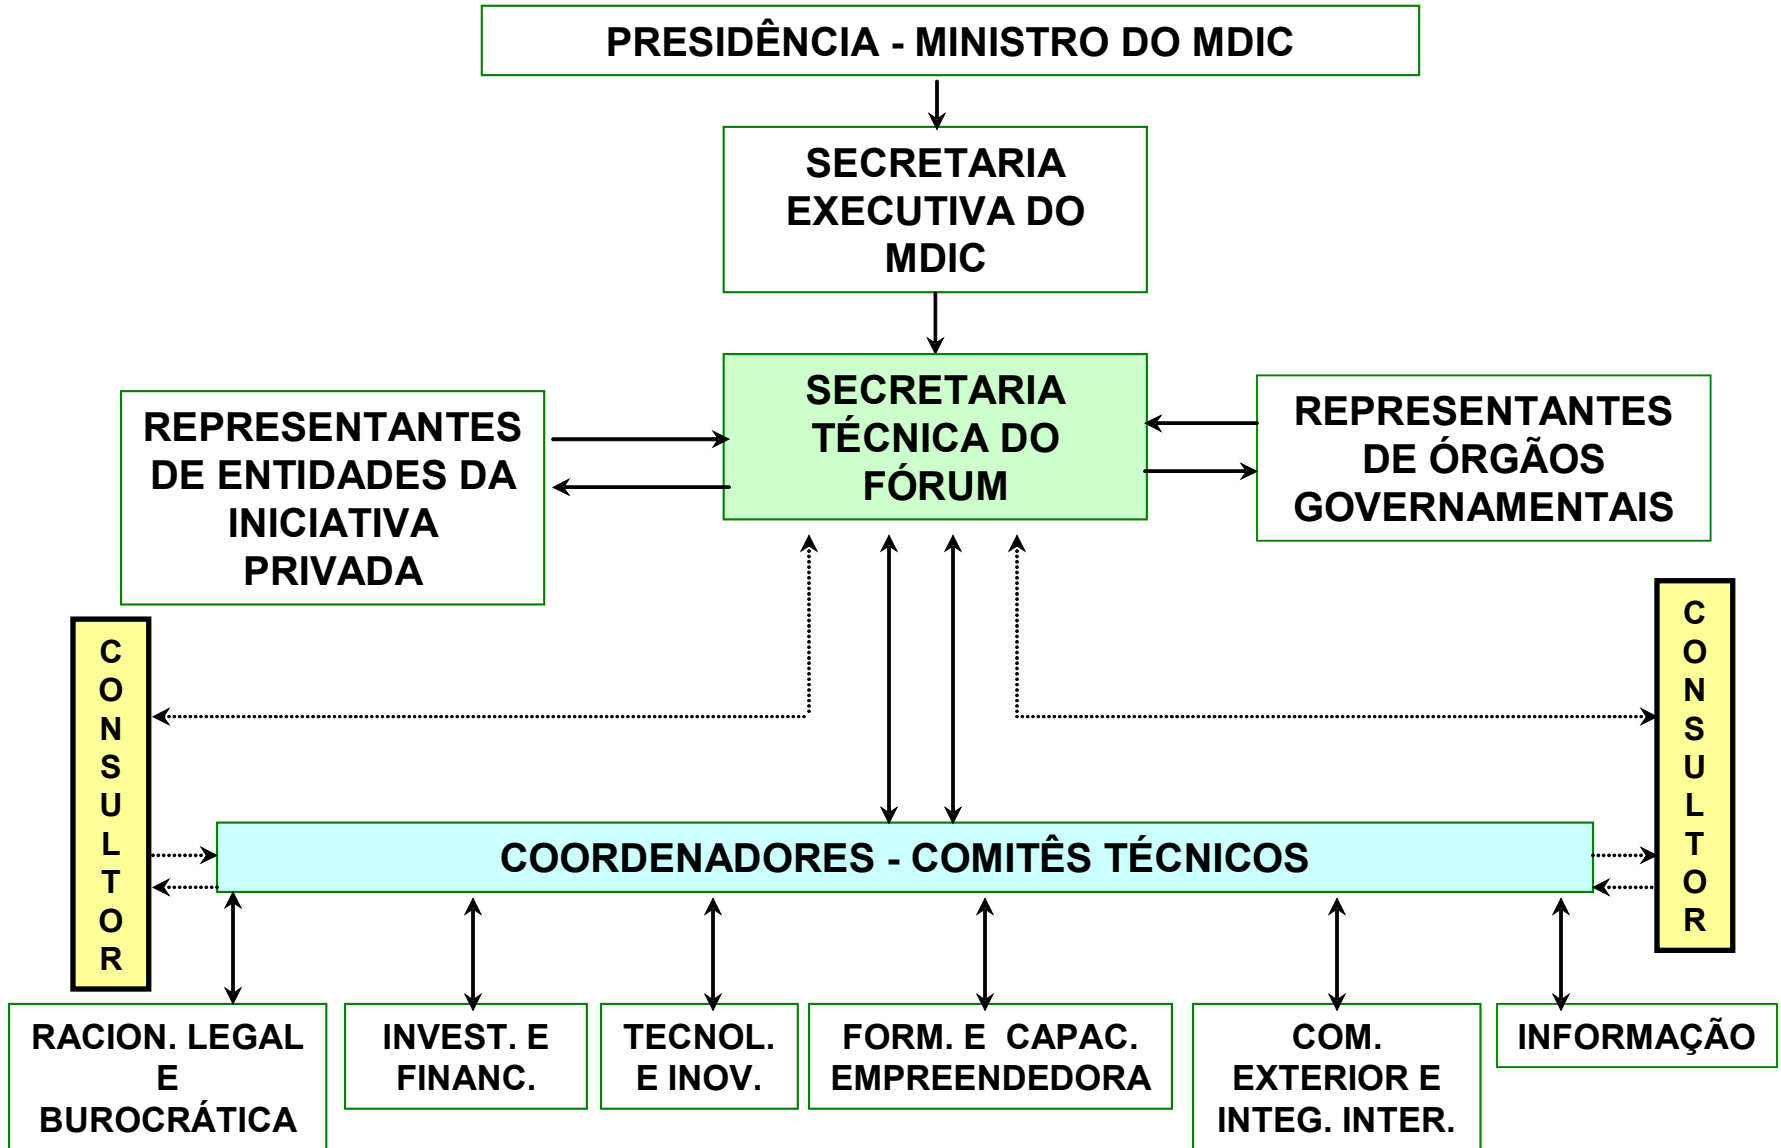 PRESIDÊNCIA - MINISTRO DO MDIC
SECRETARIA
EXECUTIVA DO
MDIC
SECRETARIA
TÉCNICA DO
FÓRUM
REPRESENTANTES
DE ENTIDADES DA
INICIATIVA
PRIVADA
REPRESENTANTES
DE ÓRGÃOS
GOVERNAMENTAIS
C
O
N
S
U
L
T
O
R
C
O
N
S
U
L
T
O
R
COORDENADORES - COMITÊS TÉCNICOS
RACION. LEGAL
E
BUROCRÁTICA
INVEST. E
FINANC.
TECNOL.
E INOV.
FORM. E CAPAC.
EMPREENDEDORA
COM.
EXTERIOR E
INTEG. INTER.
INFORMAÇÃO